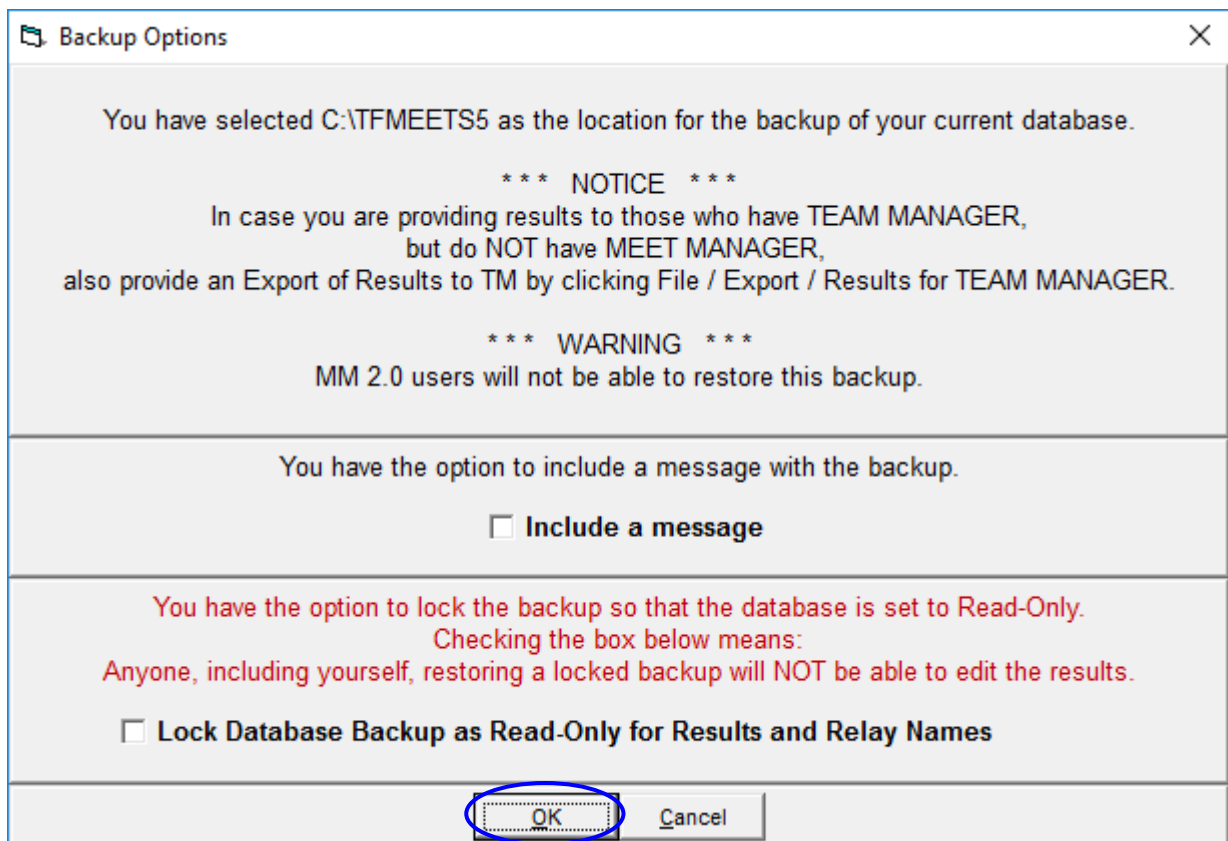 Backup Options
You have selected C:\TFMEETS5 as the location for the backup of your current database.
* * *   NOTICE   * * *
In case you are providing results to those who have TEAM MANAGER,
but do NOT have MEET MANAGER,
also provide an Export of Results to TM by clicking File / Export / Results for TEAM MANAGER.
* * *   WARNING   * * *
MM 2.0 users will not be able to restore this backup.
You have the option to include a message with the backup.
Include a message
You have the option to lock the backup so that the database is set to Read-Only.
Checking the box below means:
Anyone, including yourself, restoring a locked backup will NOT be able to edit the results.
Lock Database Backup as Read-Only for Results and Relay Names
OK Cancel